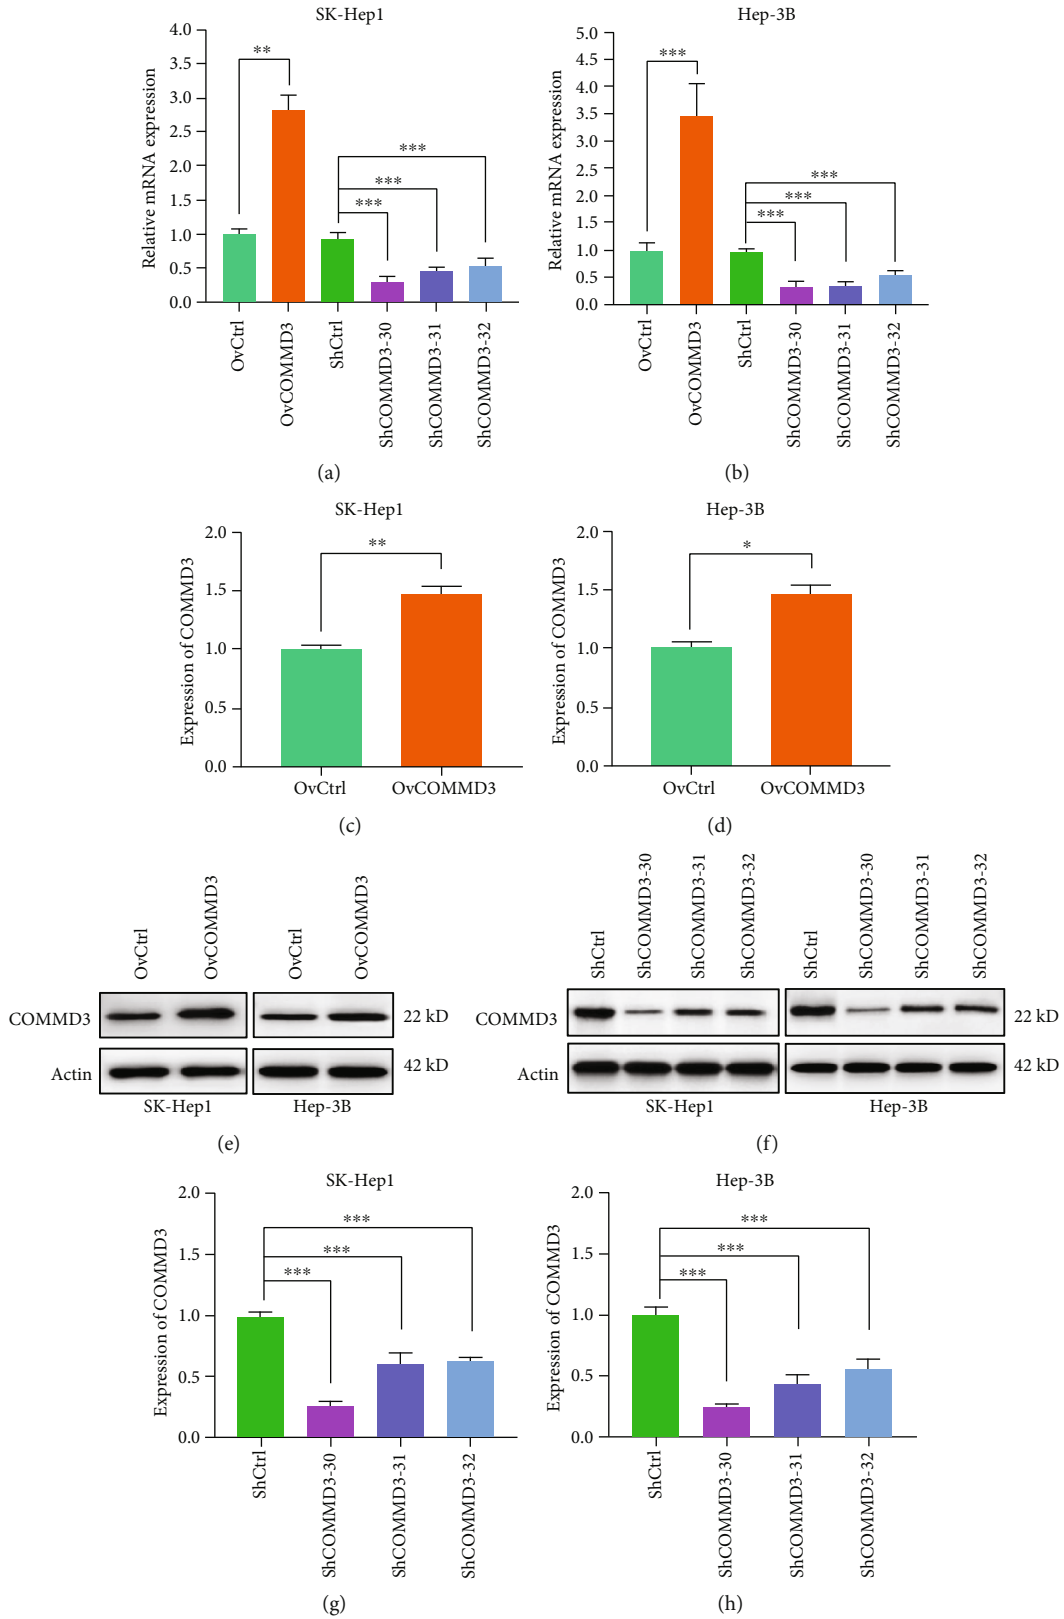 SK-Hep1
Relative mRNA expression
4.0
3.5
3.0
2.5
2.0
1.5
1.0
0.5
0.0
**
***
***
***
OvCtrl
OvCOMMD3
ShCtrl
ShCOMMD3-30
ShCOMMD3-31
ShCOMMD3-32
(a)
Hep-3B
Relative mRNA expression
5.0
4.5
4.0
3.5
3.0
2.5
2.0
1.5
1.0
0.5
0.0
***
***
***
***
OvCtrl
OvCOMMD3
ShCtrl
ShCOMMD3-30
ShCOMMD3-31
ShCOMMD3-32
(b)
SK-Hep1
Expression of COMMD3
2.0
1.5
1.0
0.5
0.0
**
OvCtrl
OvCOMMD3
(c)
Hep-3B
Expression of COMMD3
2.0
1.5
1.0
0.5
0.0
*
OvCtrl
OvCOMMD3
(d)
OvCtrl
OvCOMMD3
OvCtrl
OvCOMMD3
COMMD3
22 kD
Actin
42 kD
SK-Hep1
Hep-3B
(e)
ShCtrl
ShCOMMD3-30
ShCOMMD3-31
ShCOMMD3-32
ShCtrl
ShCOMMD3-30
ShCOMMD3-31
ShCOMMD3-32
COMMD3
22 kD
Actin
42 kD
SK-Hep1
Hep-3B
(f)
SK-Hep1
Expression of COMMD3
2.0
1.5
1.0
0.5
0.0
***
***
***
ShCtrl
ShCOMMD3-30
ShCOMMD3-31
ShCOMMD3-32
(g)
Hep-3B
Expression of COMMD3
2.0
1.5
1.0
0.5
0.0
***
***
***
ShCtrl
ShCOMMD3-30
ShCOMMD3-31
ShCOMMD3-32
(h)